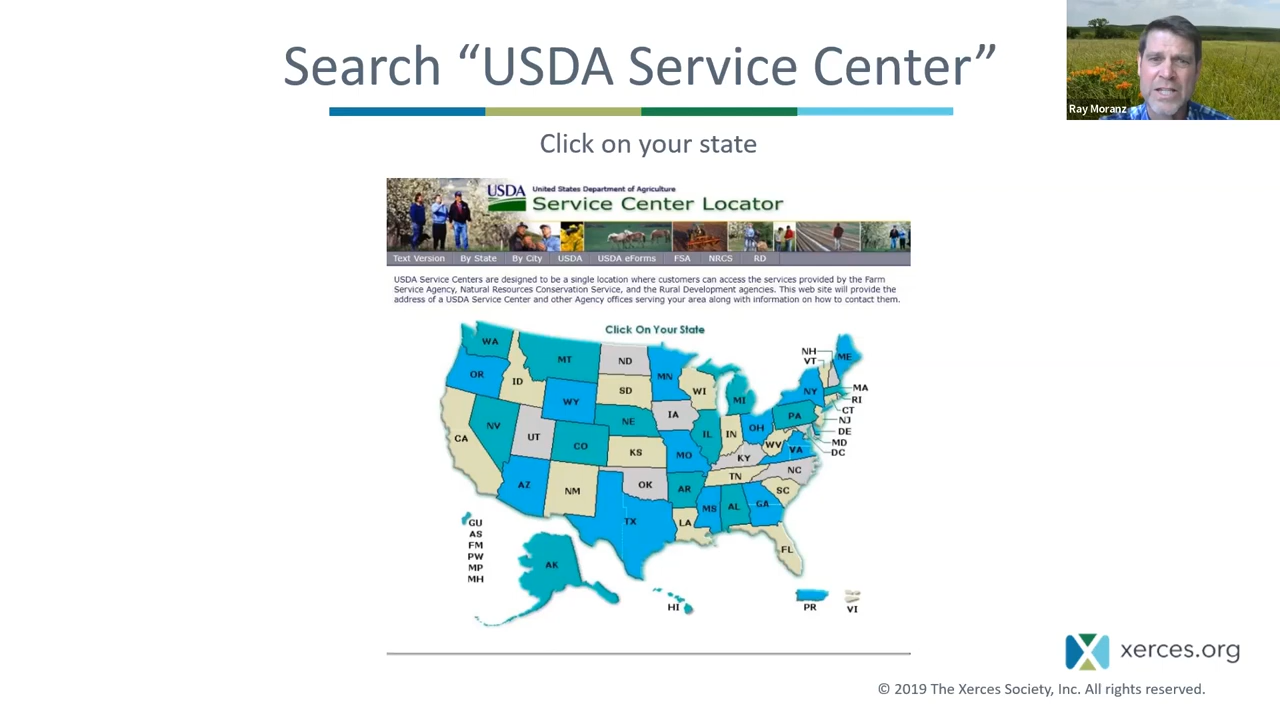 Search “USDA Service Center”
Ray Moranz
Click on your state
USDA United States Department of Agriculture
Service Center Locator
Text Version By State By City USDA USDA eForms FSA NRCS RD
USDA Service Centers are designed to be a single location where customers can access the services provided by the Farm
Service Agency, Natural Resources Conservation Service, and the Rural Development agencies. This web site will provide the
address of a USDA Service Center and other Agency offices serving your area along with information on how to contact them.
Click On Your State
WA
MT
ND
MN
OR
ID
SD
WI
MI
NH
VT
ME
WY
NY
MA
RI
CT
NJ
DE
MD
DC
IA
NE
PA
NV
UT
CO
IL
IN
OH
WV
VA
CA
KS
MO
KY
NC
TN
AZ
NM
OK
AR
SC
MS
AL
GA
TX
LA
FL
GU
AS
FM
PW
MP
MH
AK
HI
PR
VI
xerces.org
© 2019 The Xerces Society, Inc. All rights reserved.